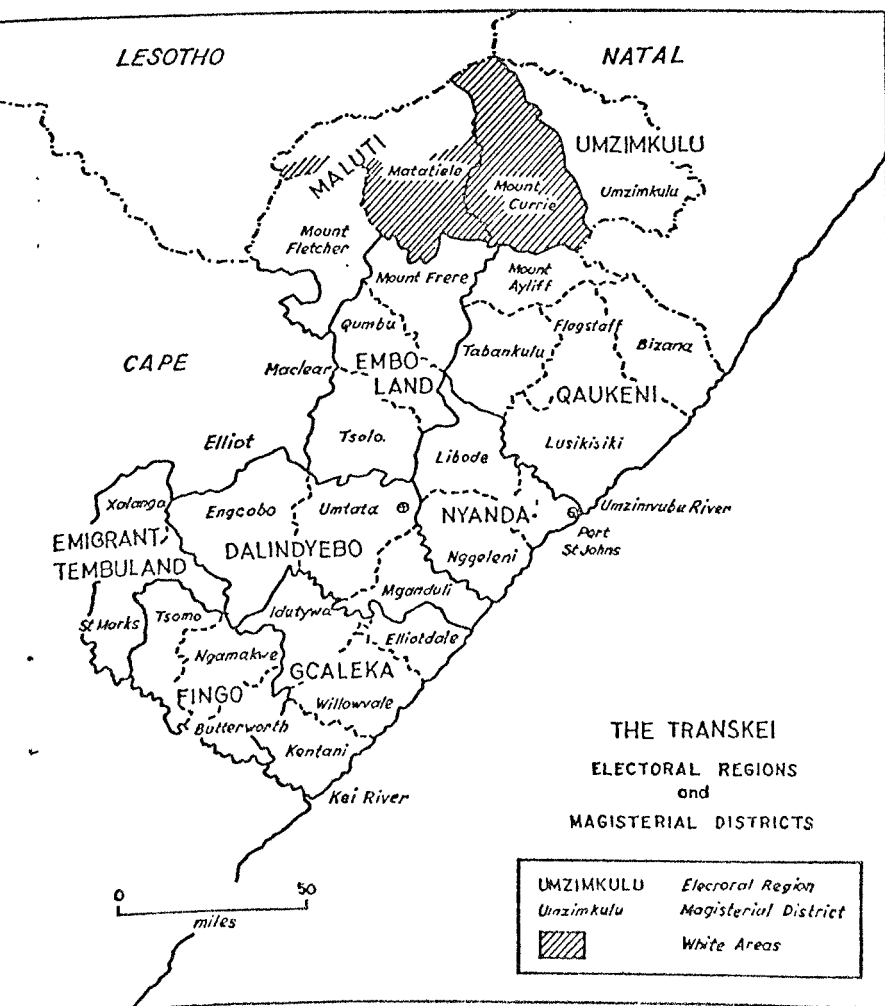 LESOTHO
NATAL
UMZIMKULU
MALUTI
Matatiele
Mount
Currie
Umzimkulu
Mount
Fletcher
Mount Frere
Mount
Ayliff
Qumbu
Flagstaff
Tabankulu
Bizana
CAPE
Maclear
EMBO
LAND
QAUKENI
Tsolo.
Lusikisiki
Elliot
Libode
Xalanga
Engcobo
Umtata
NYANDA
Umzimvubu River
Port
St Johns
EMIGRANT
TEMBULAND
DALINDYEBO
Nggeleni
Mganduli
Idutywa
St Marks
Tsomo
Elliotdale
Ngamakwe
GCALEKA
FINGO
Willowvale
Butterworth
Kentani
Kei River
THE TRANSKEI
ELECTORAL REGIONS
and
MAGISTERIAL DISTRICTS
0 50
miles
UMZIMKULU Elecroral Region
Umzimkulu Magisterial District
White Areas